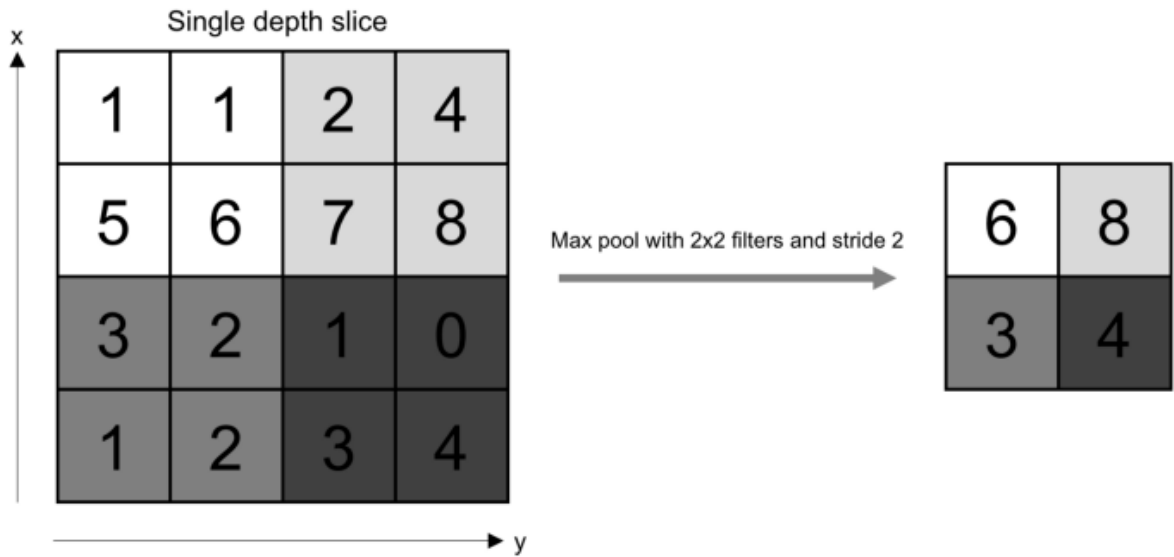 Single depth slice
x
1 1 2 4
5 6 7 8
3 2 1 0
1 2 3 4
y
Max pool with 2x2 filters and stride 2
6 8
3 4